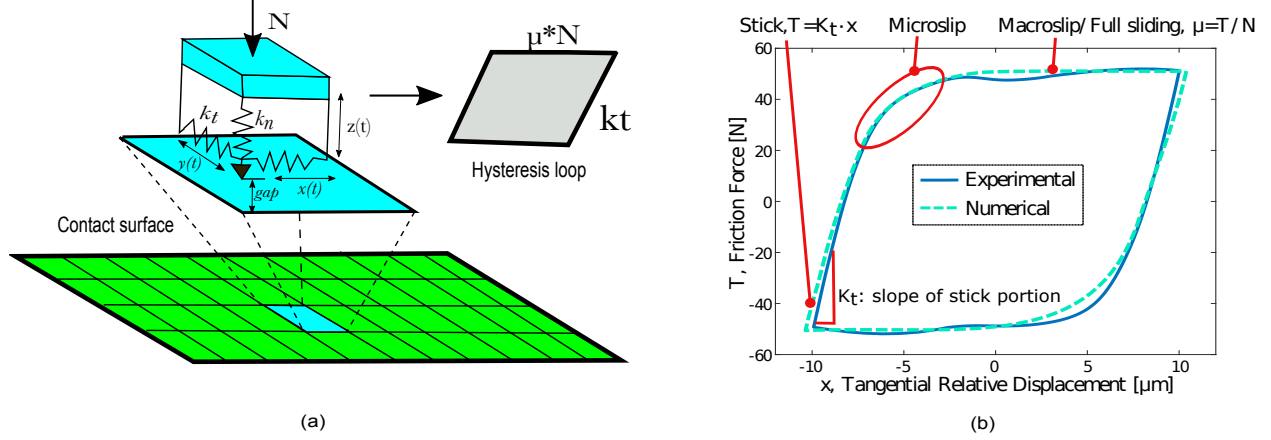 N
k_t
k_n
z(t)
y(t)
x(t)
gap
Contact surface
μ*N
kt
Hysteresis loop
(a)
Stick,T=K_t·x
Microslip
Macroslip/Full sliding, μ=T/N
60
40
20
0
-20
-40
-60
T, Friction Force [N]
Experimental
Numerical
K_t: slope of stick portion
-10
-5
0
5
10
x, Tangential Relative Displacement [μm]
(b)